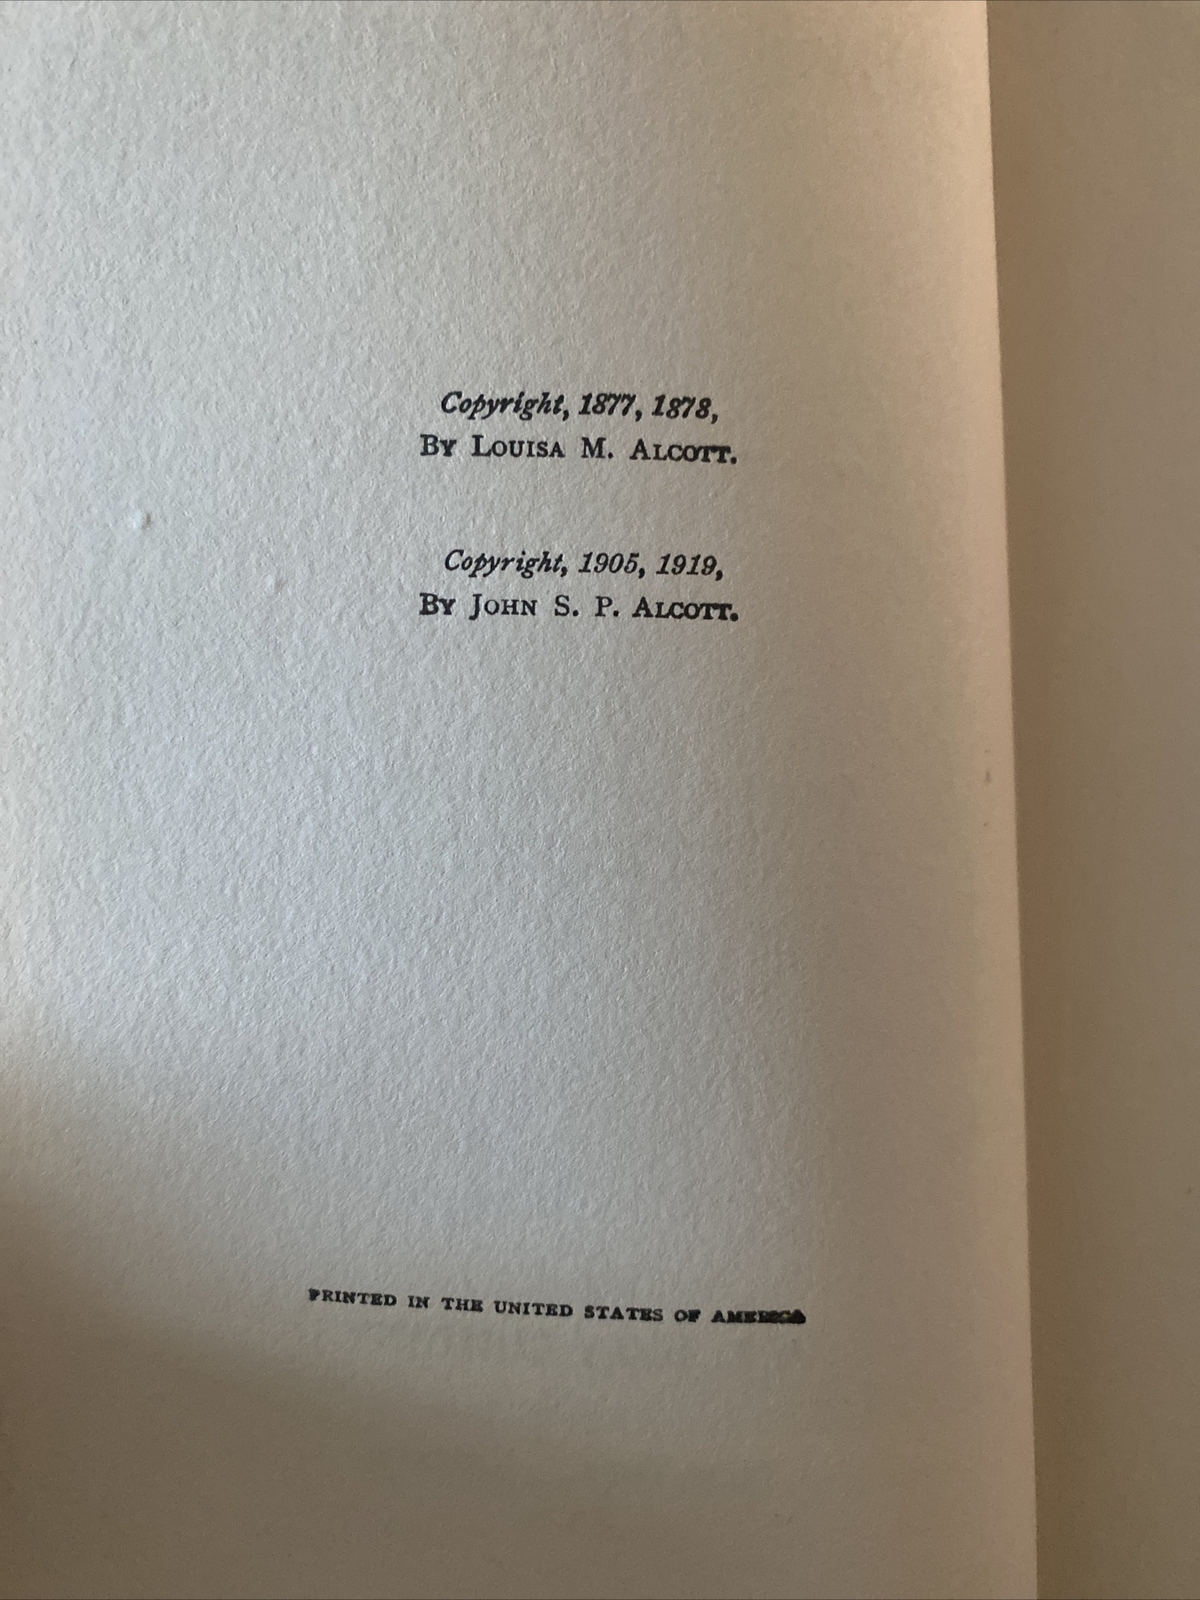 Copyright, 1877, 1878,
By Louisa M. Alcott.
Copyright, 1905, 1919,
By John S. P. Alcott.
PRINTED IN THE UNITED STATES OF AMERICA